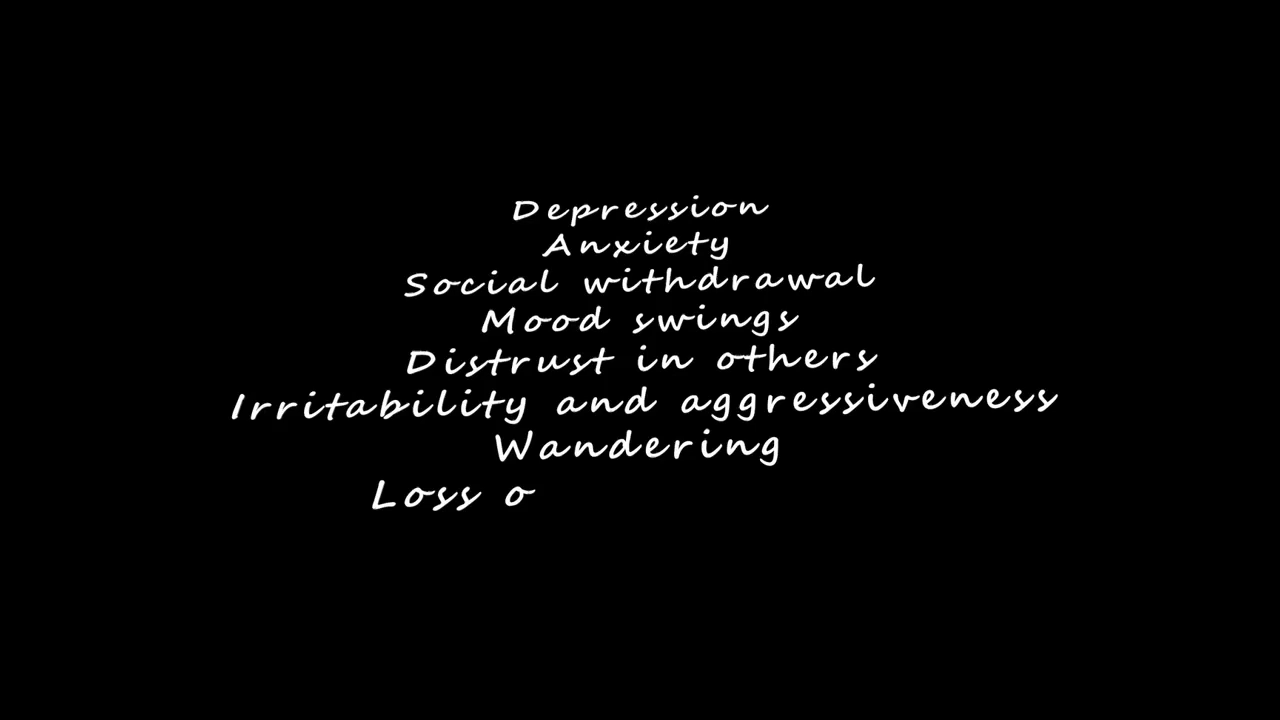 Depression
Anxiety
Social withdrawal
Mood swings
Distrust in others
Irritability and aggressiveness
Wandering
Loss o